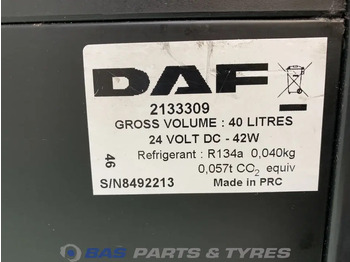 DAF
2133309
GROSS VOLUME : 40 LITRES
24 VOLT DC - 42W
Refrigerant : R134a 0,040kg
0,057t CO2 equiv
46
S/N8492213 Made in PRC
BAS PARTS & TYRES